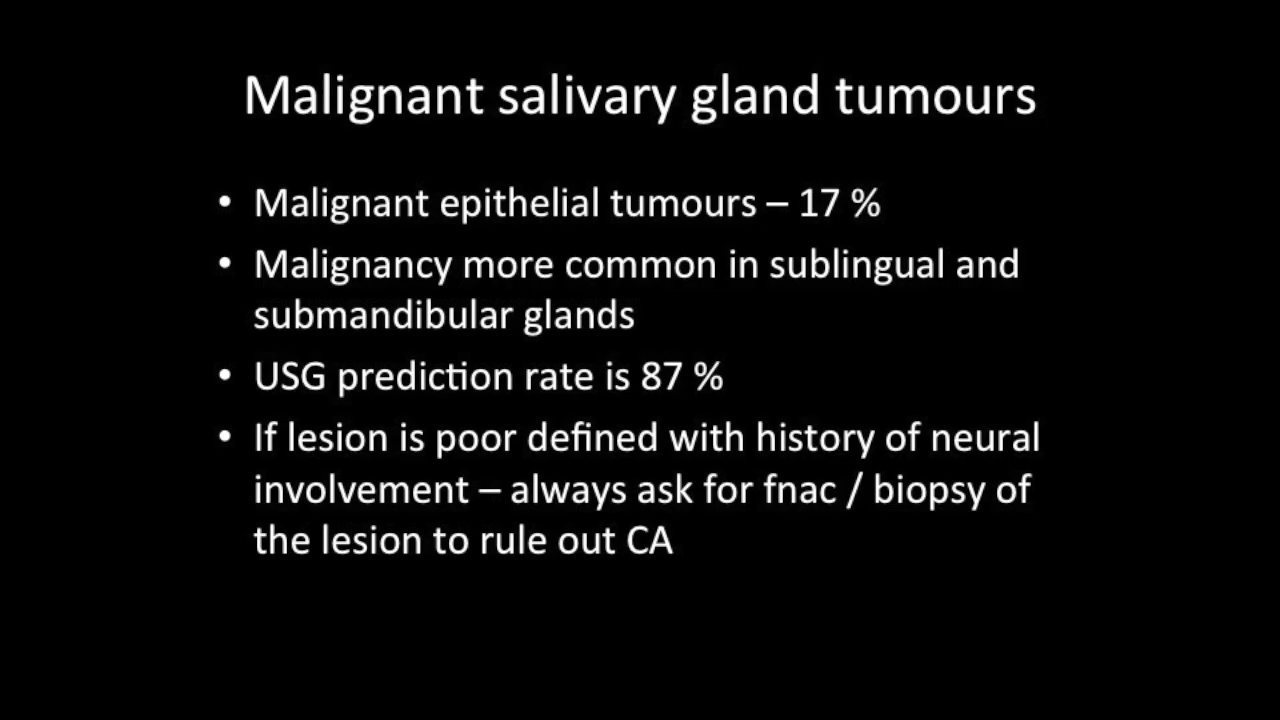 Malignant salivary gland tumours
• Malignant epithelial tumours – 17 %
• Malignancy more common in sublingual and
submandibular glands
• USG prediction rate is 87 %
• If lesion is poor defined with history of neural
involvement – always ask for fnac / biopsy of
the lesion to rule out CA